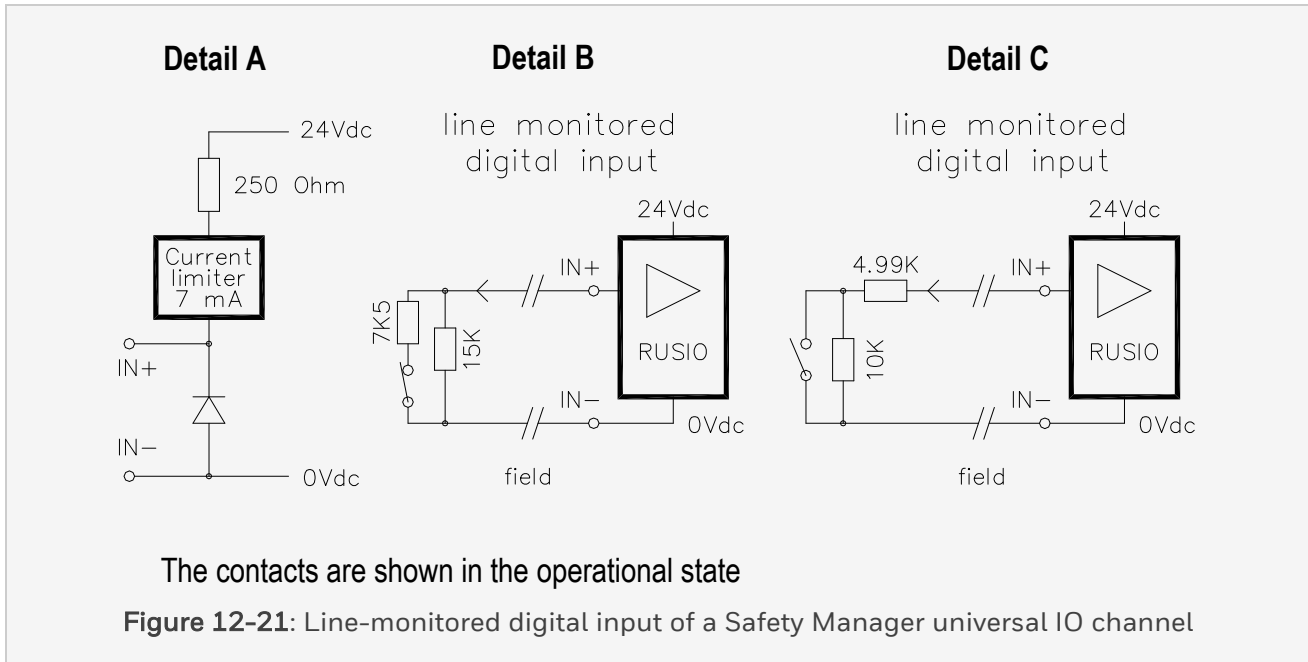 Detail A
Detail B
Detail C
24Vdc
250 Ohm
Current
limiter
7 mA
IN+
IN−
0Vdc
line monitored
digital input
24Vdc
IN+
7K5
15K
RUSIO
IN−
0Vdc
field
line monitored
digital input
24Vdc
4.99K
IN+
10K
RUSIO
IN−
0Vdc
field
The contacts are shown in the operational state
Figure 12-21: Line-monitored digital input of a Safety Manager universal IO channel